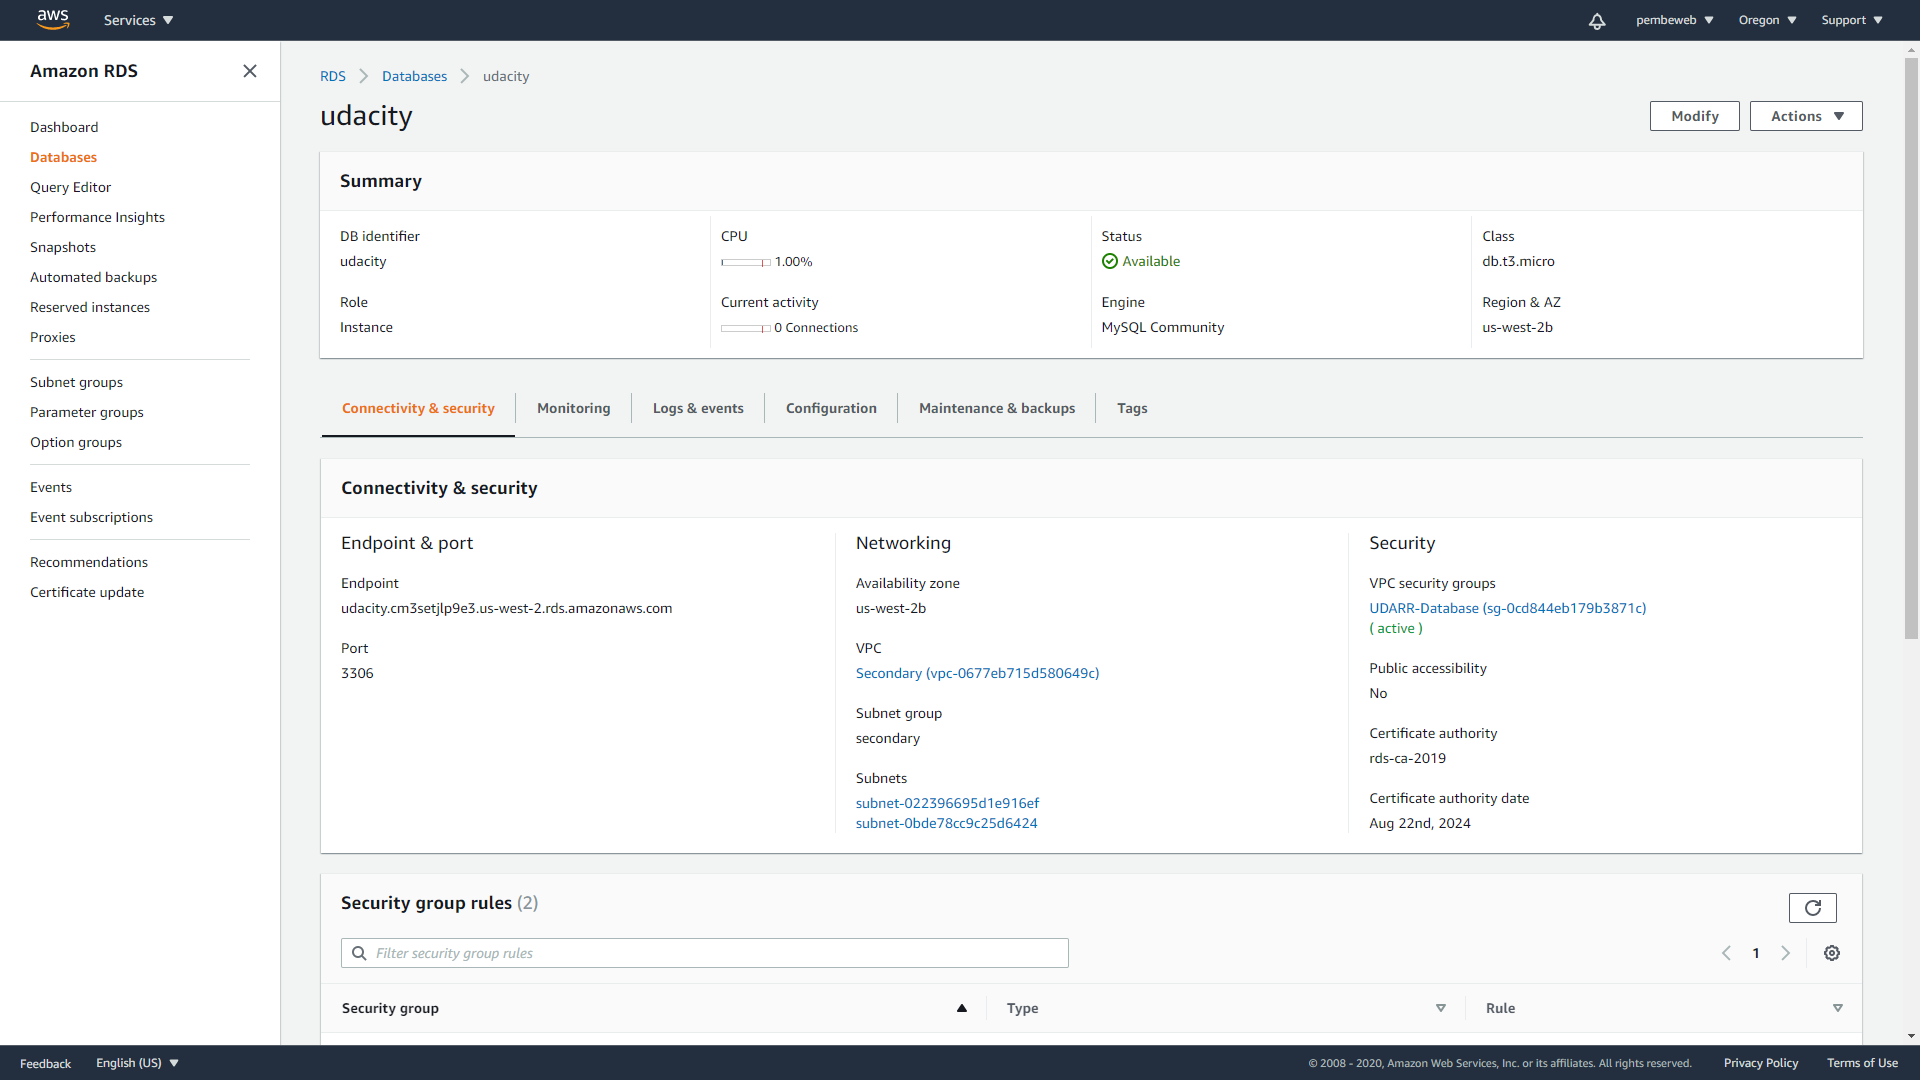 aws Services pembeweb Oregon Support
Amazon RDS
Dashboard
Databases
Query Editor
Performance Insights
Snapshots
Automated backups
Reserved instances
Proxies
Subnet groups
Parameter groups
Option groups
Events
Event subscriptions
Recommendations
Certificate update
RDS Databases udacity
udacity
Modify Actions
Summary
DB identifier
udacity
CPU
1.00%
Status
Available
Class
db.t3.micro
Role
Instance
Current activity
0 Connections
Engine
MySQL Community
Region & AZ
us-west-2b
Connectivity & security Monitoring Logs & events Configuration Maintenance & backups Tags
Connectivity & security
Endpoint & port
Endpoint
udacity.cm3setjlp9e3.us-west-2.rds.amazonaws.com
Port
3306
Networking
Availability zone
us-west-2b
VPC
Secondary (vpc-0677eb715d580649c)
Subnet group
secondary
Subnets
subnet-022396695d1e916ef
subnet-0bde78cc9c25d6424
Security
VPC security groups
UDARR-Database (sg-0cd844eb179b3871c)
( active )
Public accessibility
No
Certificate authority
rds-ca-2019
Certificate authority date
Aug 22nd, 2024
Security group rules (2)
Filter security group rules
1
Security group Type Rule
Feedback English (US) © 2008 - 2020, Amazon Web Services, Inc. or its affiliates. All rights reserved. Privacy Policy Terms of Use